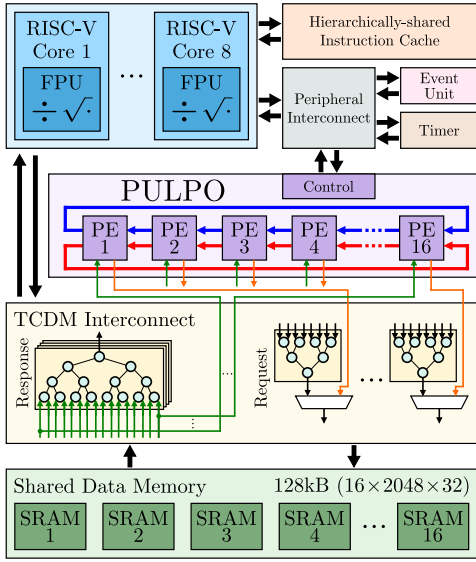 RISC-V
Core 1
FPU
÷ √·
...
RISC-V
Core 8
FPU
÷ √·
Hierarchically-shared
Instruction Cache
Peripheral
Interconnect
Event
Unit
Timer
PULPO
Control
PE
1
PE
2
PE
3
PE
4
PE
16
TCDM Interconnect
Response
...
...
Request
...
Shared Data Memory
128kB (16×2048×32)
SRAM
1
SRAM
2
SRAM
3
SRAM
4
...
SRAM
16